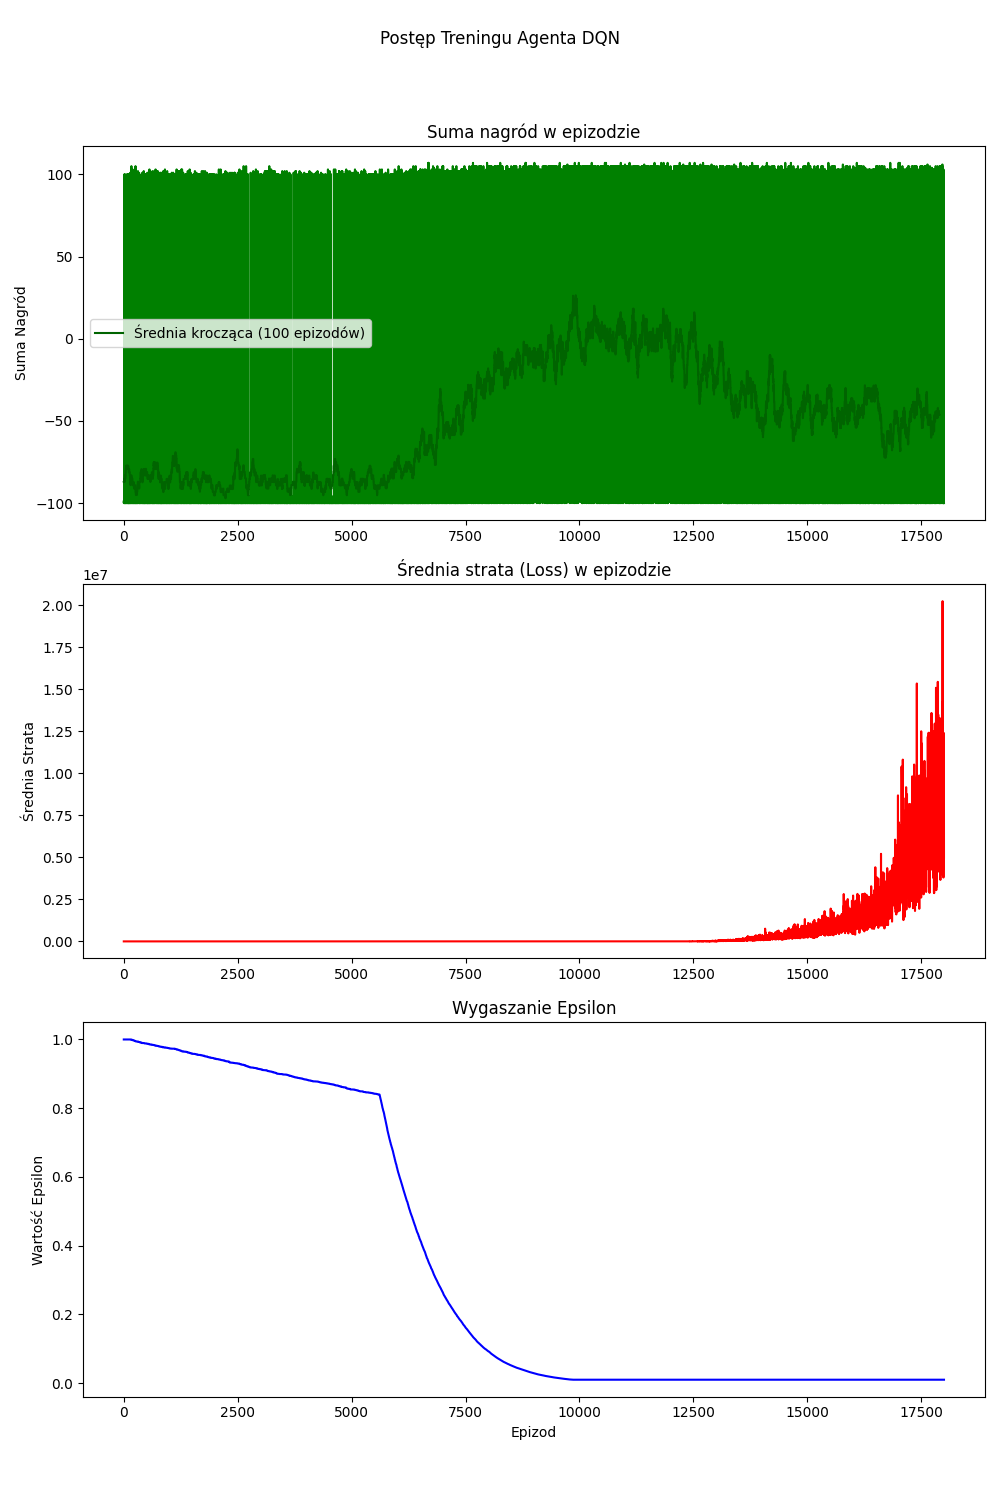 Postęp Treningu Agenta DQN
Suma nagród w epizodzie
Suma Nagród
100
50
0
−50
−100
Średnia krocząca (100 epizodów)
0 2500 5000 7500 10000 12500 15000 17500
Średnia strata (Loss) w epizodzie
1e7
Średnia Strata
2.00
1.75
1.50
1.25
1.00
0.75
0.50
0.25
0.00
0 2500 5000 7500 10000 12500 15000 17500
Wygaszanie Epsilon
Wartość Epsilon
1.0
0.8
0.6
0.4
0.2
0.0
0 2500 5000 7500 10000 12500 15000 17500
Epizod